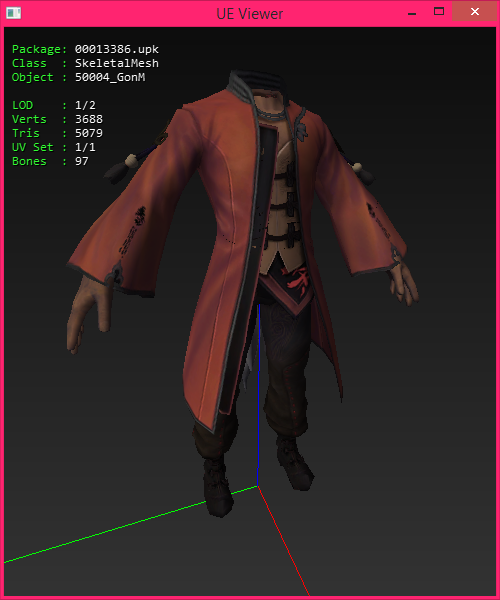 UE Viewer
Package: 00013386.upk
Class : SkeletalMesh
Object : 50004_GonM
LOD : 1/2
Verts : 3688
Tris : 5079
UV Set : 1/1
Bones : 97